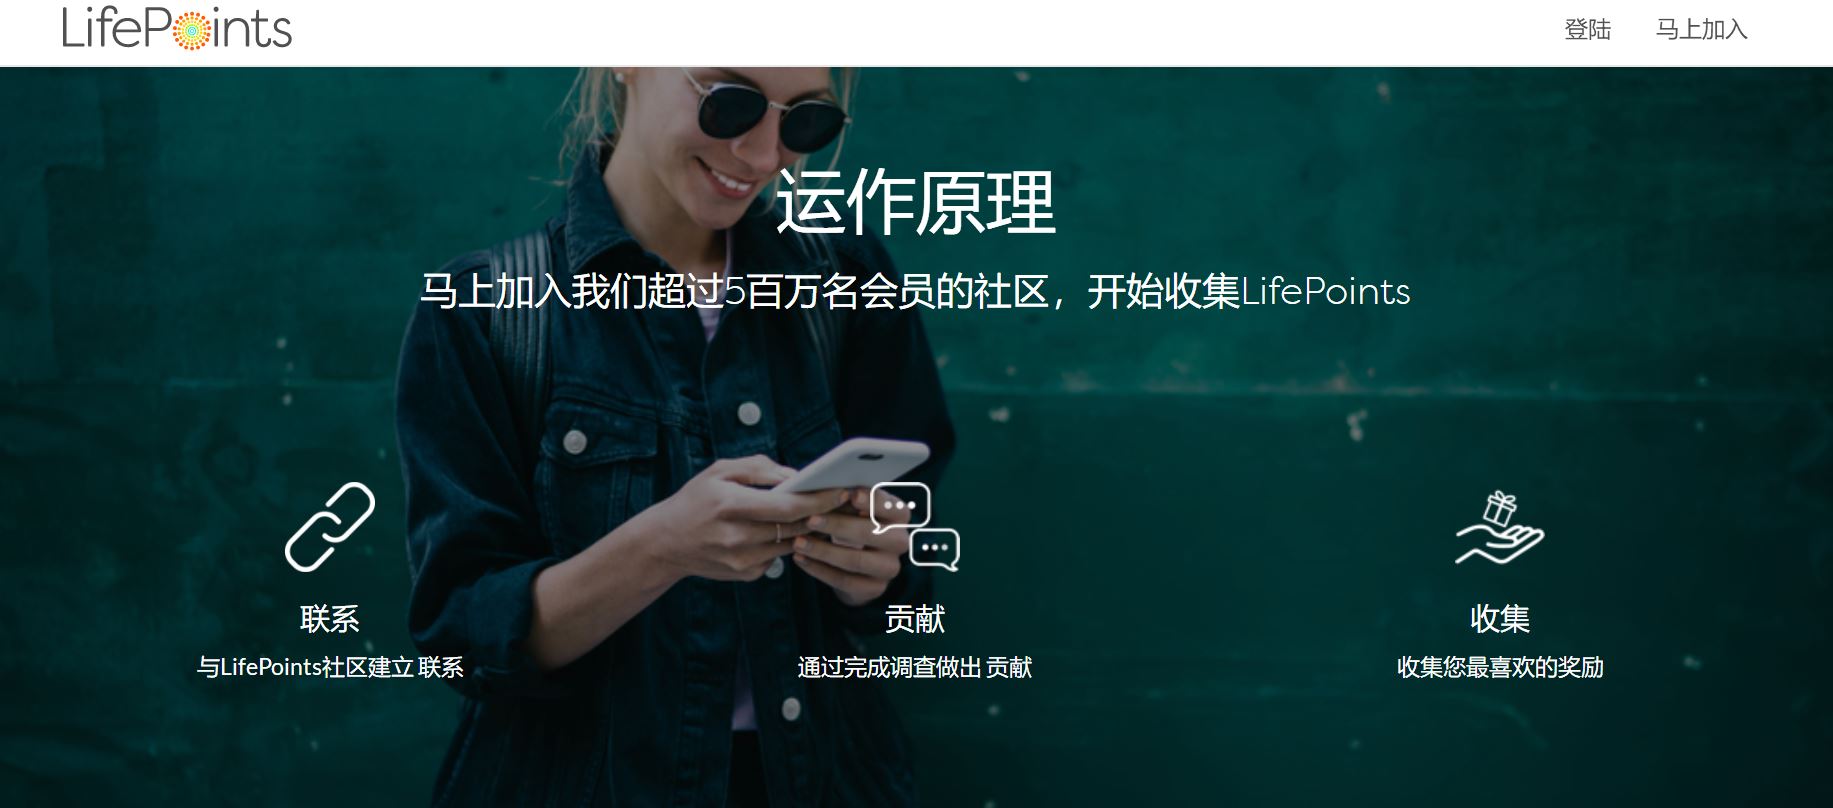 LifePoints
登陆
马上加入
运作原理
马上加入我们超过5百万名会员的社区，开始收集LifePoints
联系
与LifePoints社区建立 联系
贡献
通过完成调查做出 贡献
收集
收集您最喜欢的奖励